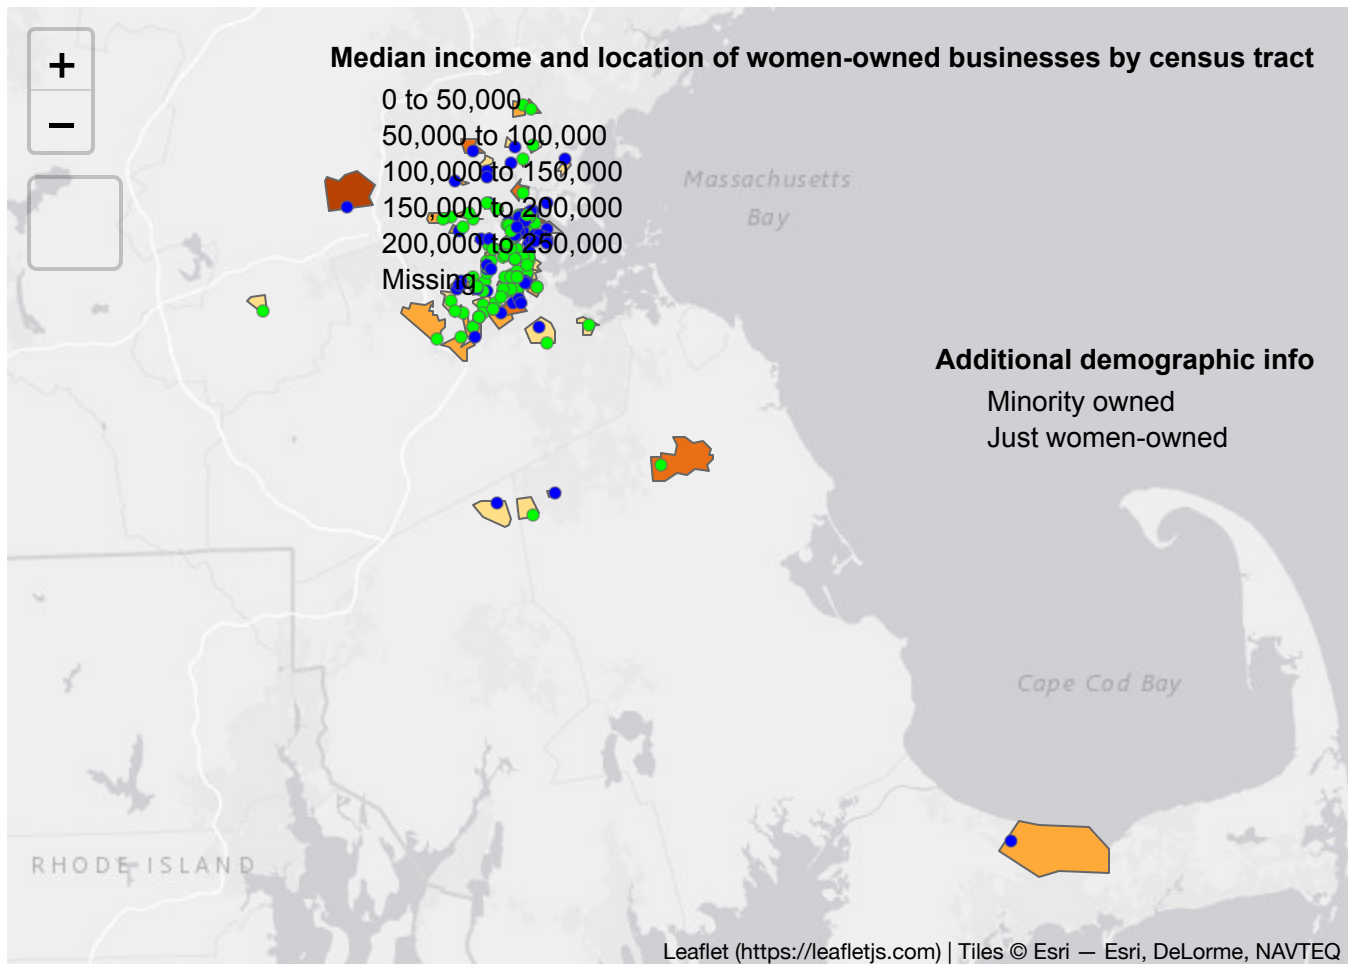 +
−
Median income and location of women-owned businesses by census tract
0 to 50,000
50,000 to 100,000
100,000 to 150,000
150,000 to 200,000
200,000 to 250,000
Missing
Massachusetts
Bay
Additional demographic info
Minority owned
Just women-owned
Cape Cod Bay
RHODE ISLAND
Leaflet (https://leafletjs.com) | Tiles © Esri — Esri, DeLorme, NAVTEQ